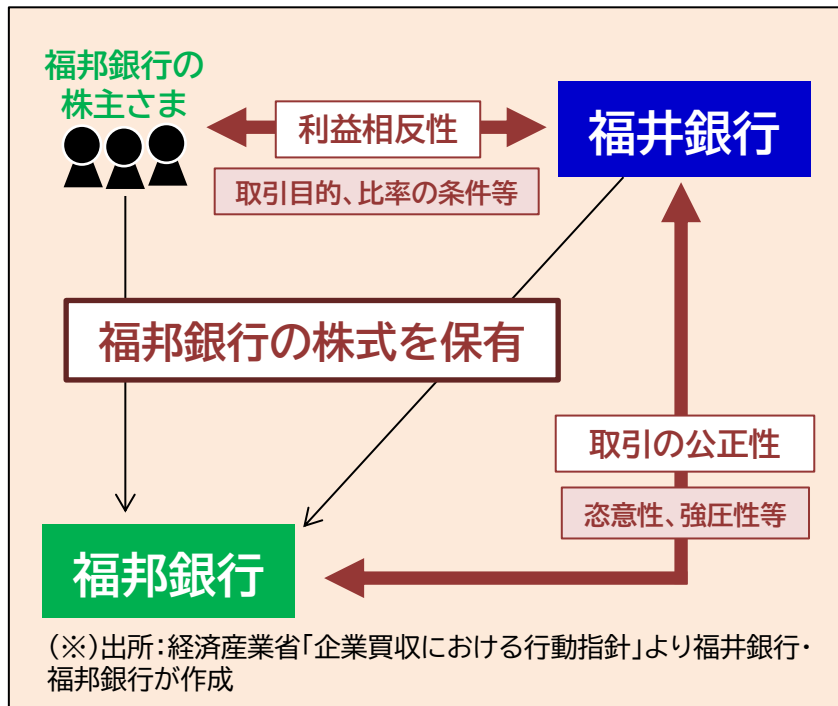 福邦銀行の
株主さま
利益相反性
福井銀行
取引目的、比率の条件等
福邦銀行の株式を保有
取引の公正性
恣意性、強圧性等
福邦銀行
(※)出所：経済産業省「企業買収における行動指針」より福井銀行・
福邦銀行が作成